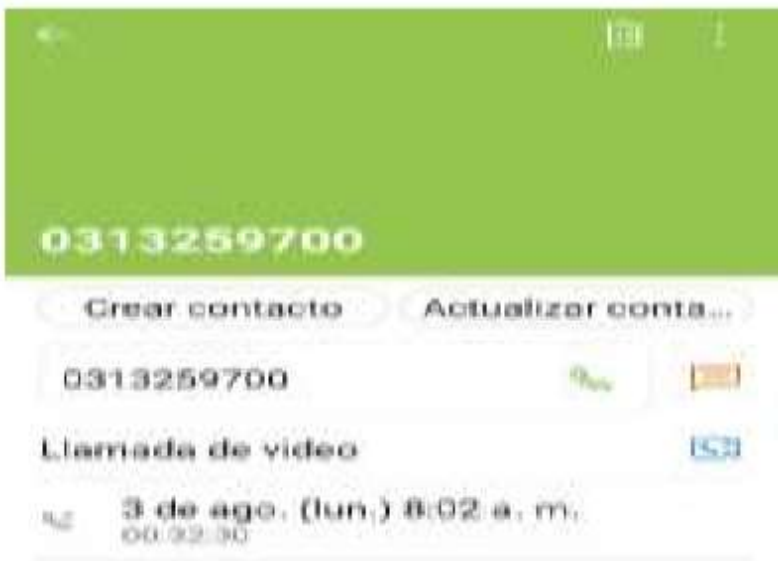 0313259700
Crear contacto Actualizar conta...
0313259700
Llamada de video
3 de ago. (lun.) 8:02 a. m.
00:32:30